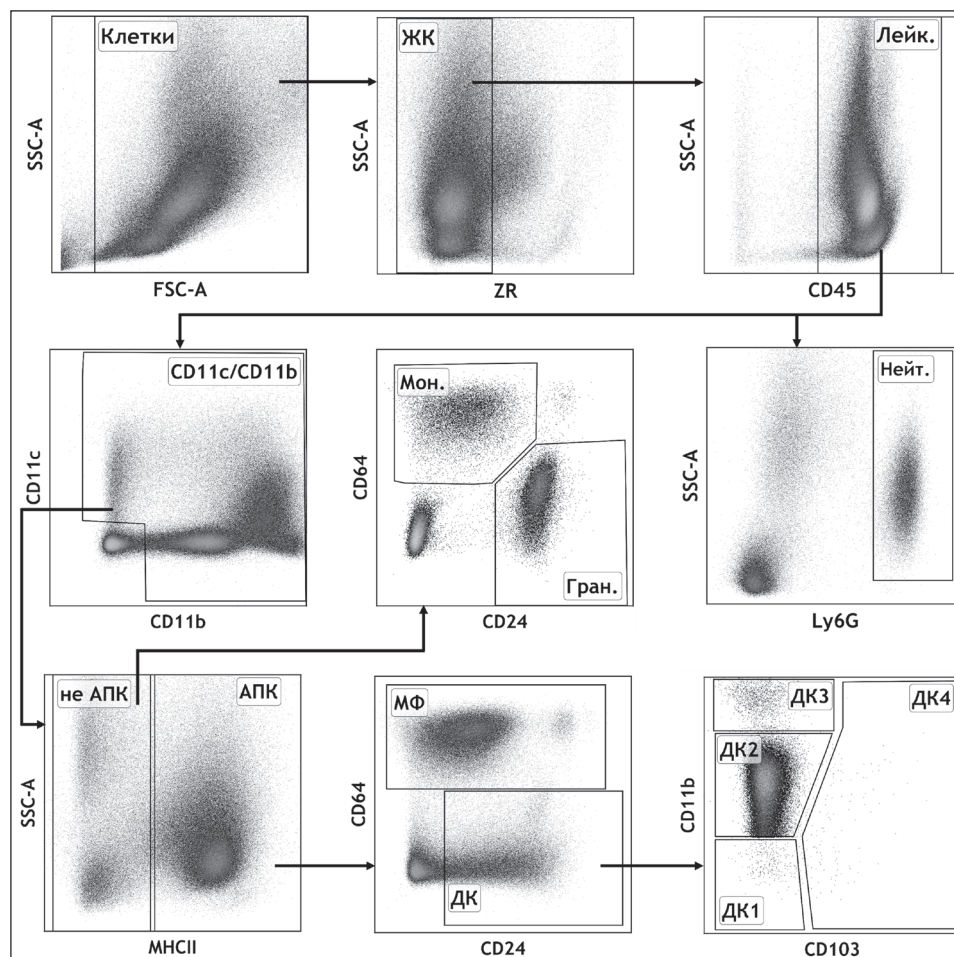 Клетки
SSC-A
FSC-A
ЖК
SSC-A
ZR
Лейк.
SSC-A
CD45
CD11c/CD11b
CD11c
CD11b
Мон.
CD64
Гран.
CD24
Нейт.
SSC-A
Ly6G
не АПК
АПК
SSC-A
MHCII
МФ
CD64
ДК
CD24
ДК3
ДК4
ДК2
CD11b
ДК1
CD103